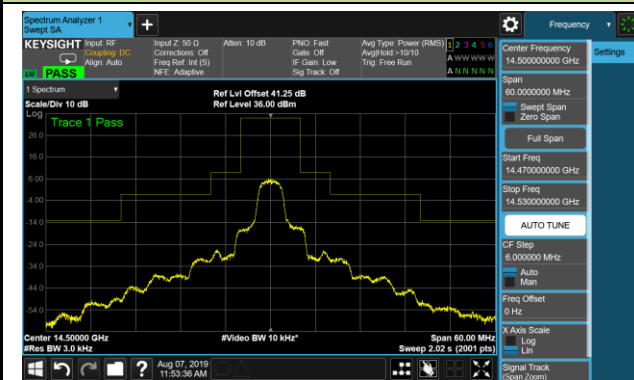 Spectrum Analyzer 1
Swept SA
+
Frequency
KEYSIGHT Input: RF
Coupling: DC
Align: Auto
Input Z: 50 Ω
Corrections: Off
Freq Ref: Int (S)
NFE: Adaptive
Atten: 10 dB
PNO: Fast
Gate: Off
IF Gain: Low
Sig Track: Off
Avg Type: Power (RMS)
Avg|Hold:>10/10
Trig: Free Run
1 2 3 4 5 6
A W W W W W
A N N N N N
PASS
1 Spectrum
Scale/Div 10 dB
Ref Lvl Offset 41.25 dB
Ref Level 36.00 dBm
Log
Trace 1 Pass
26.0
16.0
6.00
-4.00
-14.0
-24.0
-34.0
-44.0
-54.0
Center 14.50000 GHz
#Res BW 3.0 kHz
#Video BW 10 kHz*
Span 60.00 MHz
Sweep 2.02 s (2001 pts)
Center Frequency
14.500000000 GHz
Settings
Span
60.0000000 MHz
Swept Span
Zero Span
Full Span
Start Freq
14.470000000 GHz
Stop Freq
14.530000000 GHz
AUTO TUNE
CF Step
6.000000 MHz
Auto
Man
Freq Offset
0 Hz
X Axis Scale
Log
Lin
Signal Track
(Span Zoom)
?
Aug 07, 2019
11:53:36 AM